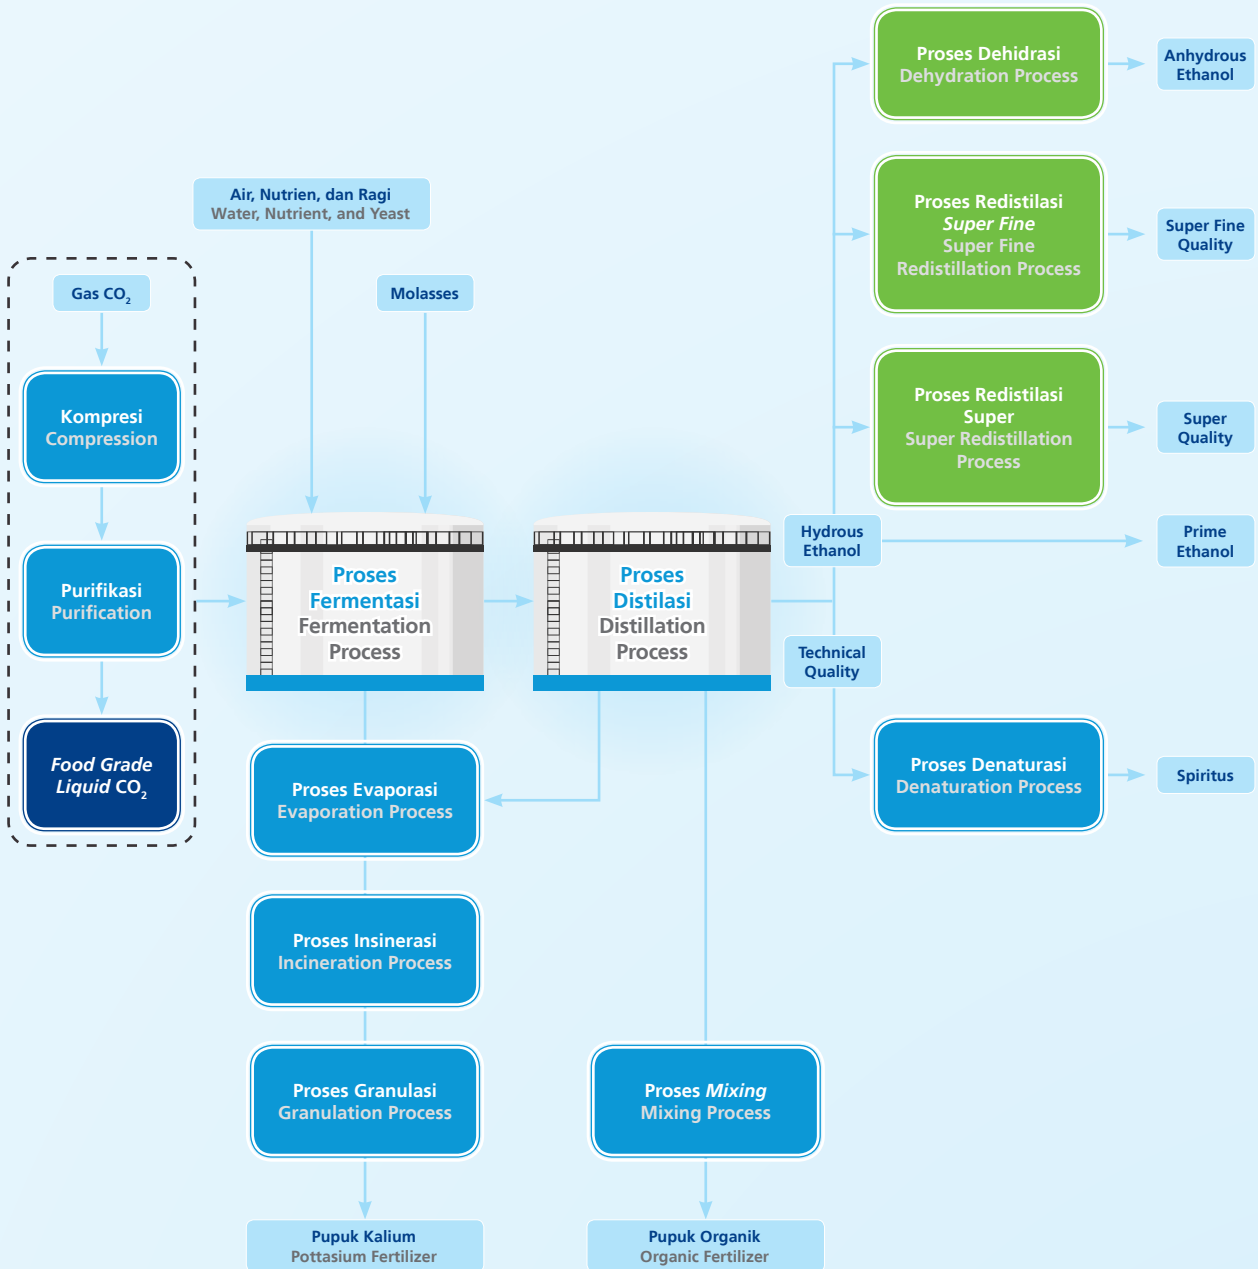 Proses Dehidrasi
Dehydration Process
Anhydrous
Ethanol
Air, Nutrien, dan Ragi
Water, Nutrient, and Yeast
Proses Redistilasi
Super Fine
Super Fine
Redistillation Process
Super Fine
Quality
Gas CO₂
Molasses
Kompresi
Compression
Proses Redistilasi
Super
Super Redistillation
Process
Super
Quality
Purifikasi
Purification
Proses
Fermentasi
Fermentation
Process
Proses
Distilasi
Distillation
Process
Hydrous
Ethanol
Prime
Ethanol
Technical
Quality
Food Grade
Liquid CO₂
Proses Evaporasi
Evaporation Process
Proses Denaturasi
Denaturation Process
Spiritus
Proses Insinerasi
Incineration Process
Proses Granulasi
Granulation Process
Proses Mixing
Mixing Process
Pupuk Kalium
Pottasium Fertilizer
Pupuk Organik
Organic Fertilizer